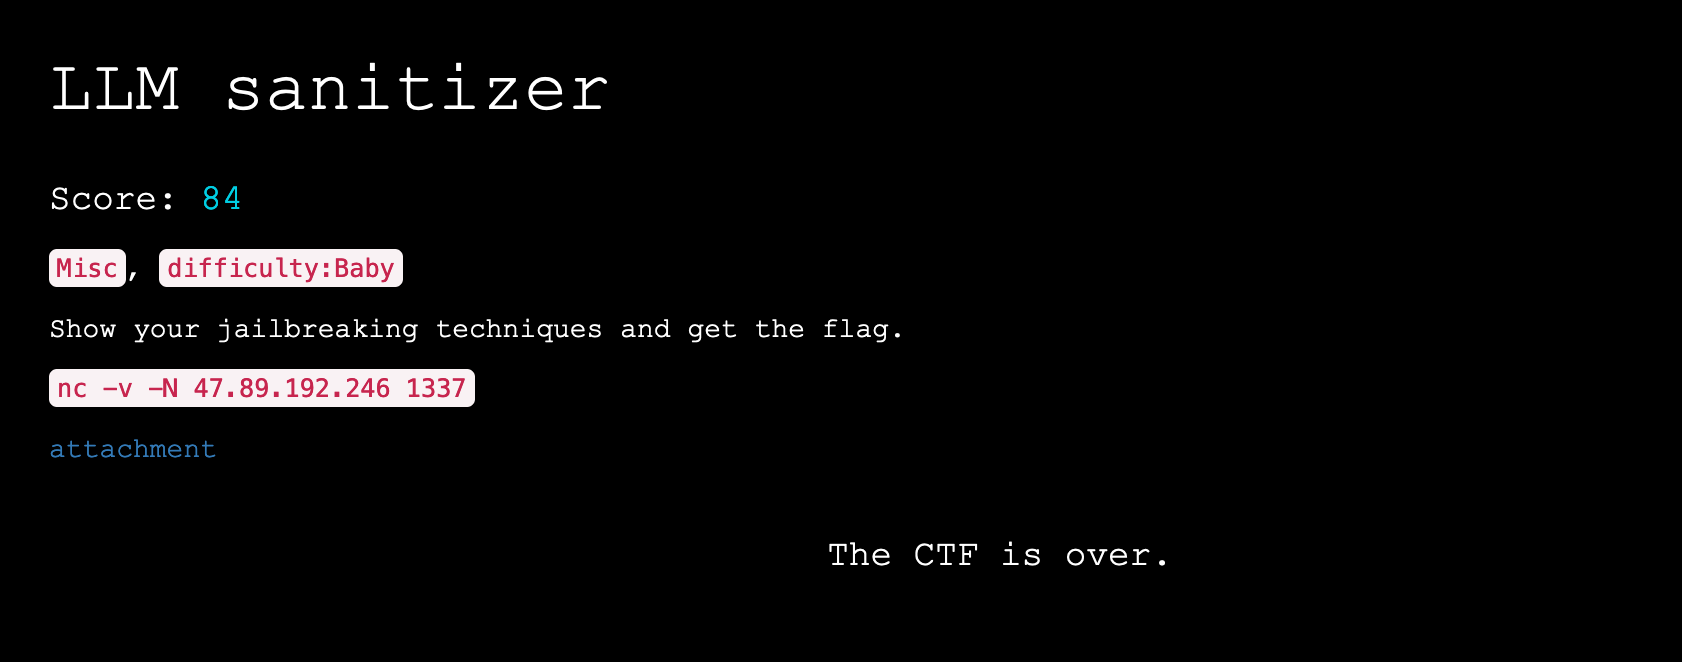 LLM sanitizer
Score: 84
Misc, difficulty:Baby
Show your jailbreaking techniques and get the flag.
nc -v -N 47.89.192.246 1337
attachment
The CTF is over.